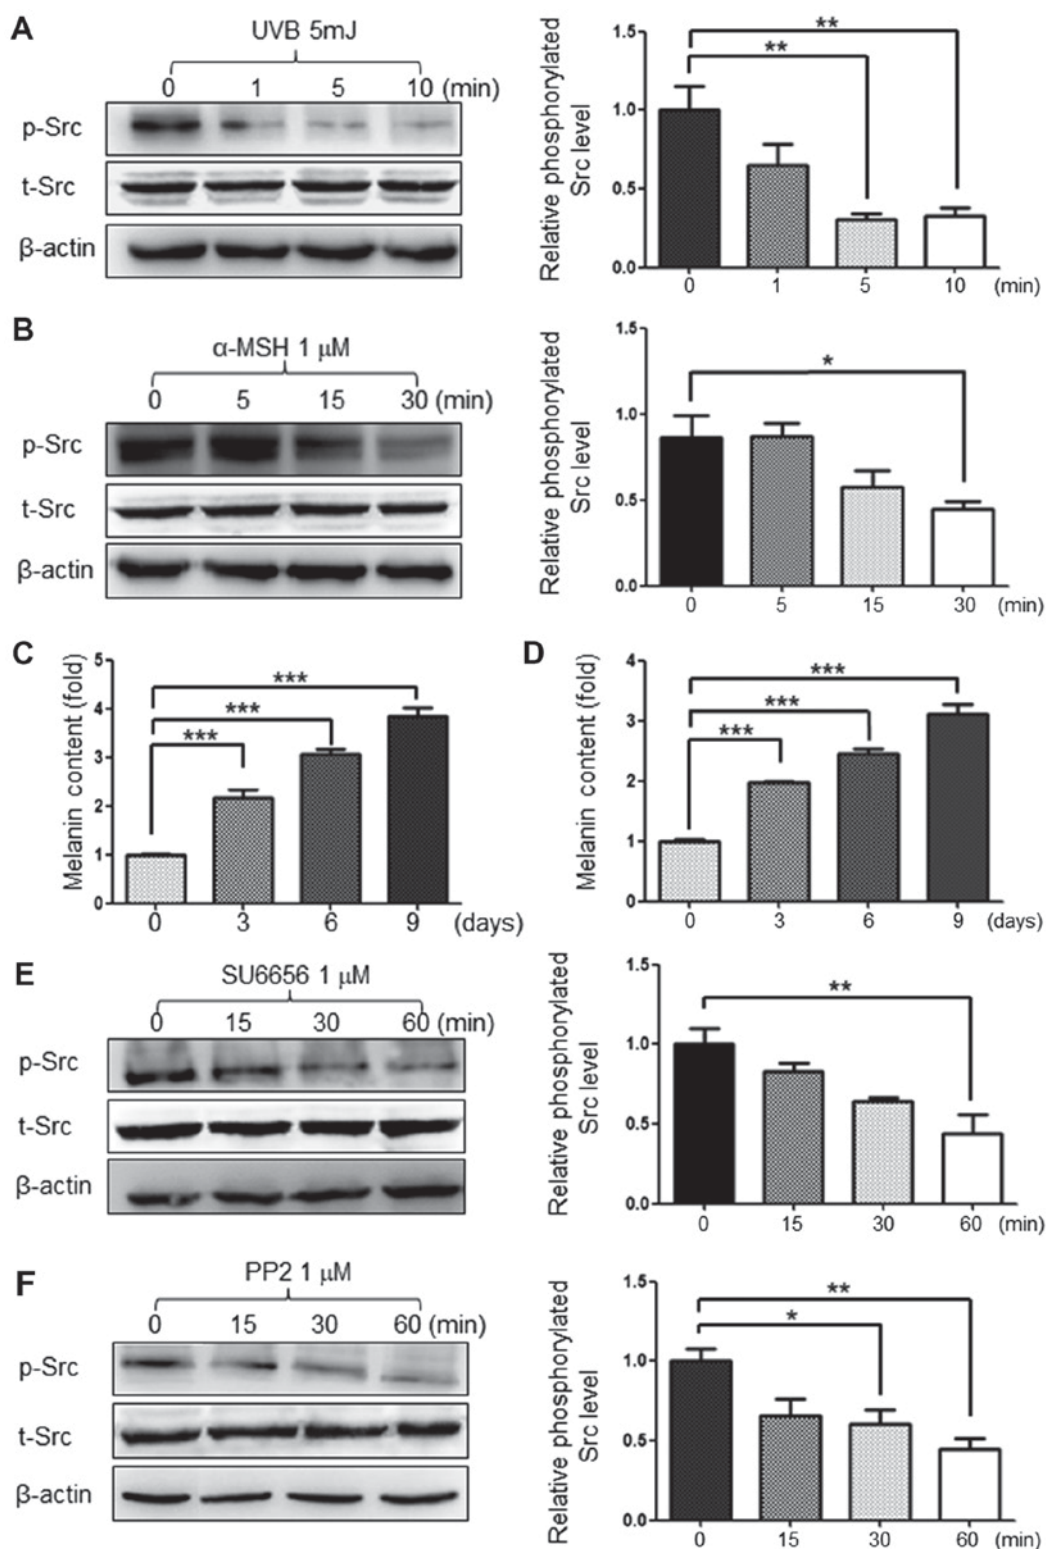 A
UVB 5mJ
0 1 5 10 (min)
p-Src
t-Src
β-actin
Relative phosphorylated
Src level
1.5
**
**
1.0
0.5
0.0
0 1 5 10 (min)
B
α-MSH 1 μM
0 5 15 30 (min)
p-Src
t-Src
β-actin
Relative phosphorylated
Src level
1.5
*
1.0
0.5
0.0
0 5 15 30 (min)
C
Melanin content (fold)
5
4
3
2
1
0
***
***
***
0 3 6 9 (days)
D
Melanin content (fold)
4
3
2
1
0
***
***
***
0 3 6 9 (days)
E
SU6656 1 μM
0 15 30 60 (min)
p-Src
t-Src
β-actin
Relative phosphorylated
Src level
1.5
**
1.0
0.5
0.0
0 15 30 60 (min)
F
PP2 1 μM
0 15 30 60 (min)
p-Src
t-Src
β-actin
Relative phosphorylated
Src level
1.5
**
*
1.0
0.5
0.0
0 15 30 60 (min)